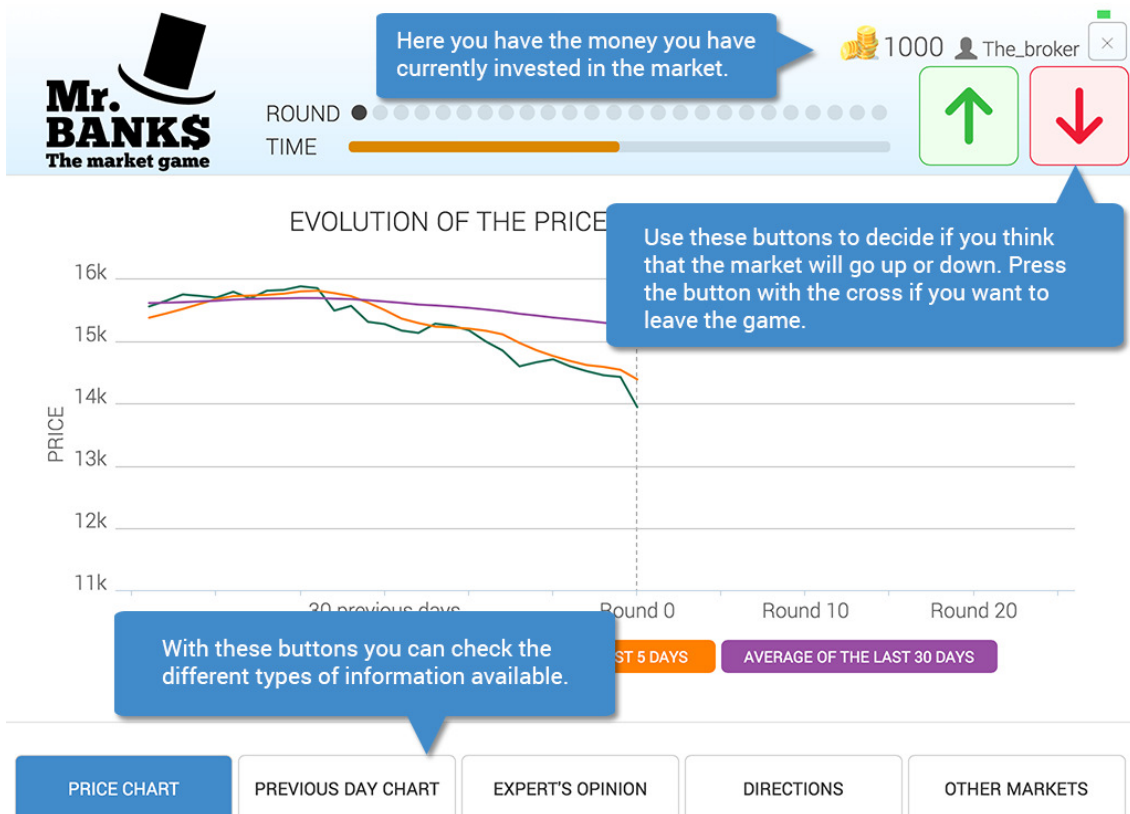 Mr.
BANK$
The market game
Here you have the money you have
currently invested in the market.
1000 The_broker
ROUND
TIME
EVOLUTION OF THE PRICE
Use these buttons to decide if you think
that the market will go up or down. Press
the button with the cross if you want to
leave the game.
16k
15k
14k
13k
12k
11k
PRICE
30 previous days
Round 0
Round 10
Round 20
With these buttons you can check the
different types of information available.
5 DAYS
AVERAGE OF THE LAST 30 DAYS
PRICE CHART
PREVIOUS DAY CHART
EXPERT'S OPINION
DIRECTIONS
OTHER MARKETS